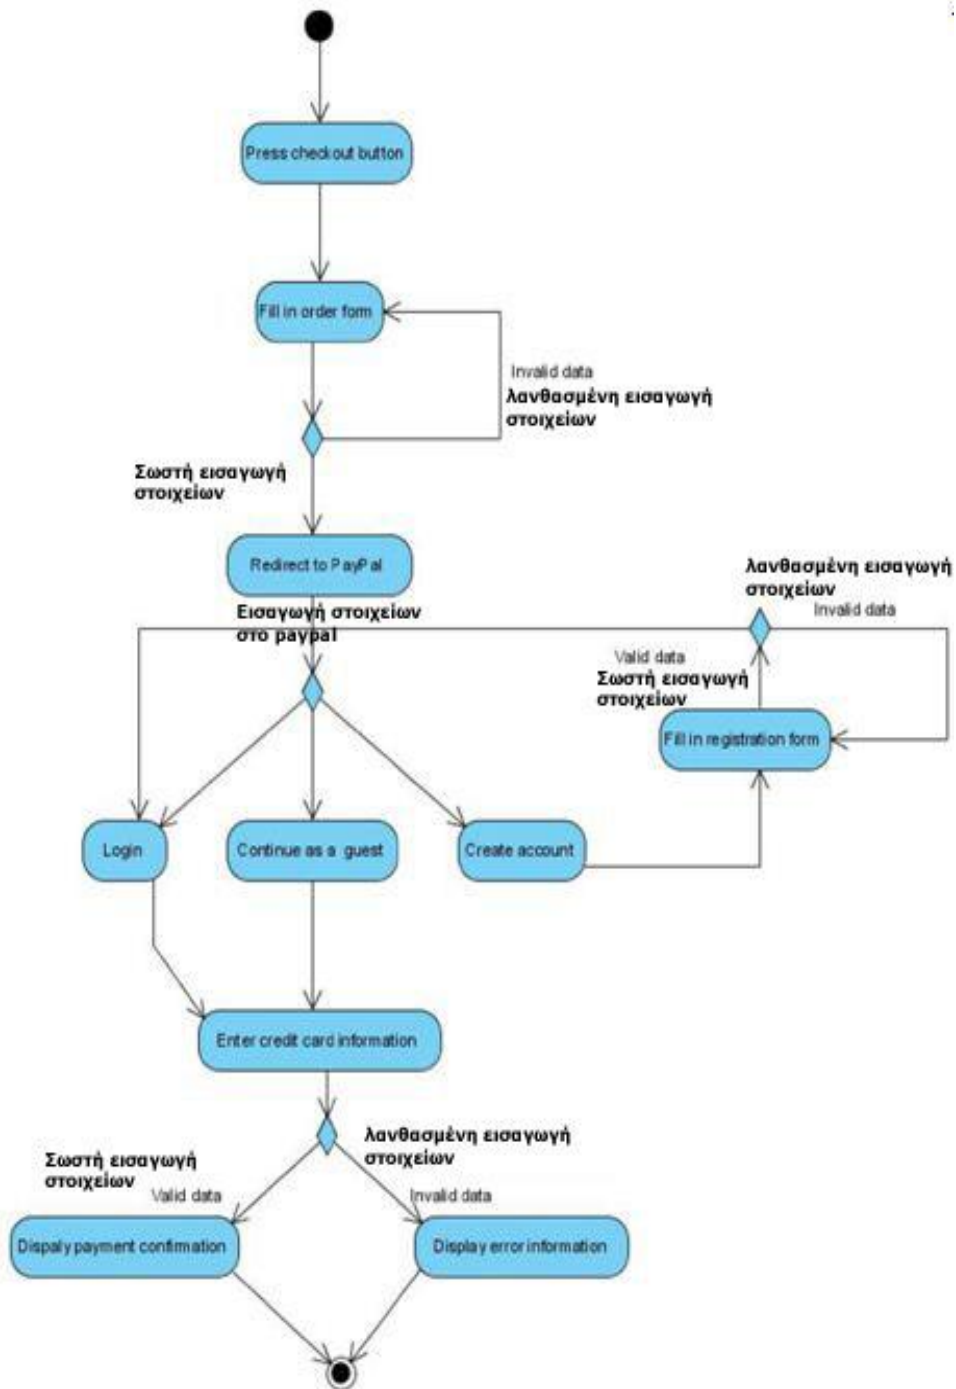 Press checkout button
Fill in order form
Invalid data
λανθασμένη εισαγωγή
στοιχείων
Σωστή εισαγωγή
στοιχείων
Redirect to PayPal
Εισαγωγή στοιχείων
στο paypal
λανθασμένη εισαγωγή
στοιχείων
Invalid data
Valid data
Σωστή εισαγωγή
στοιχείων
Fill in registration form
Login
Continue as a guest
Create account
Enter credit card information
λανθασμένη εισαγωγή
στοιχείων
Σωστή εισαγωγή
στοιχείων
Valid data
Invalid data
Dispaly payment confirmation
Display error information